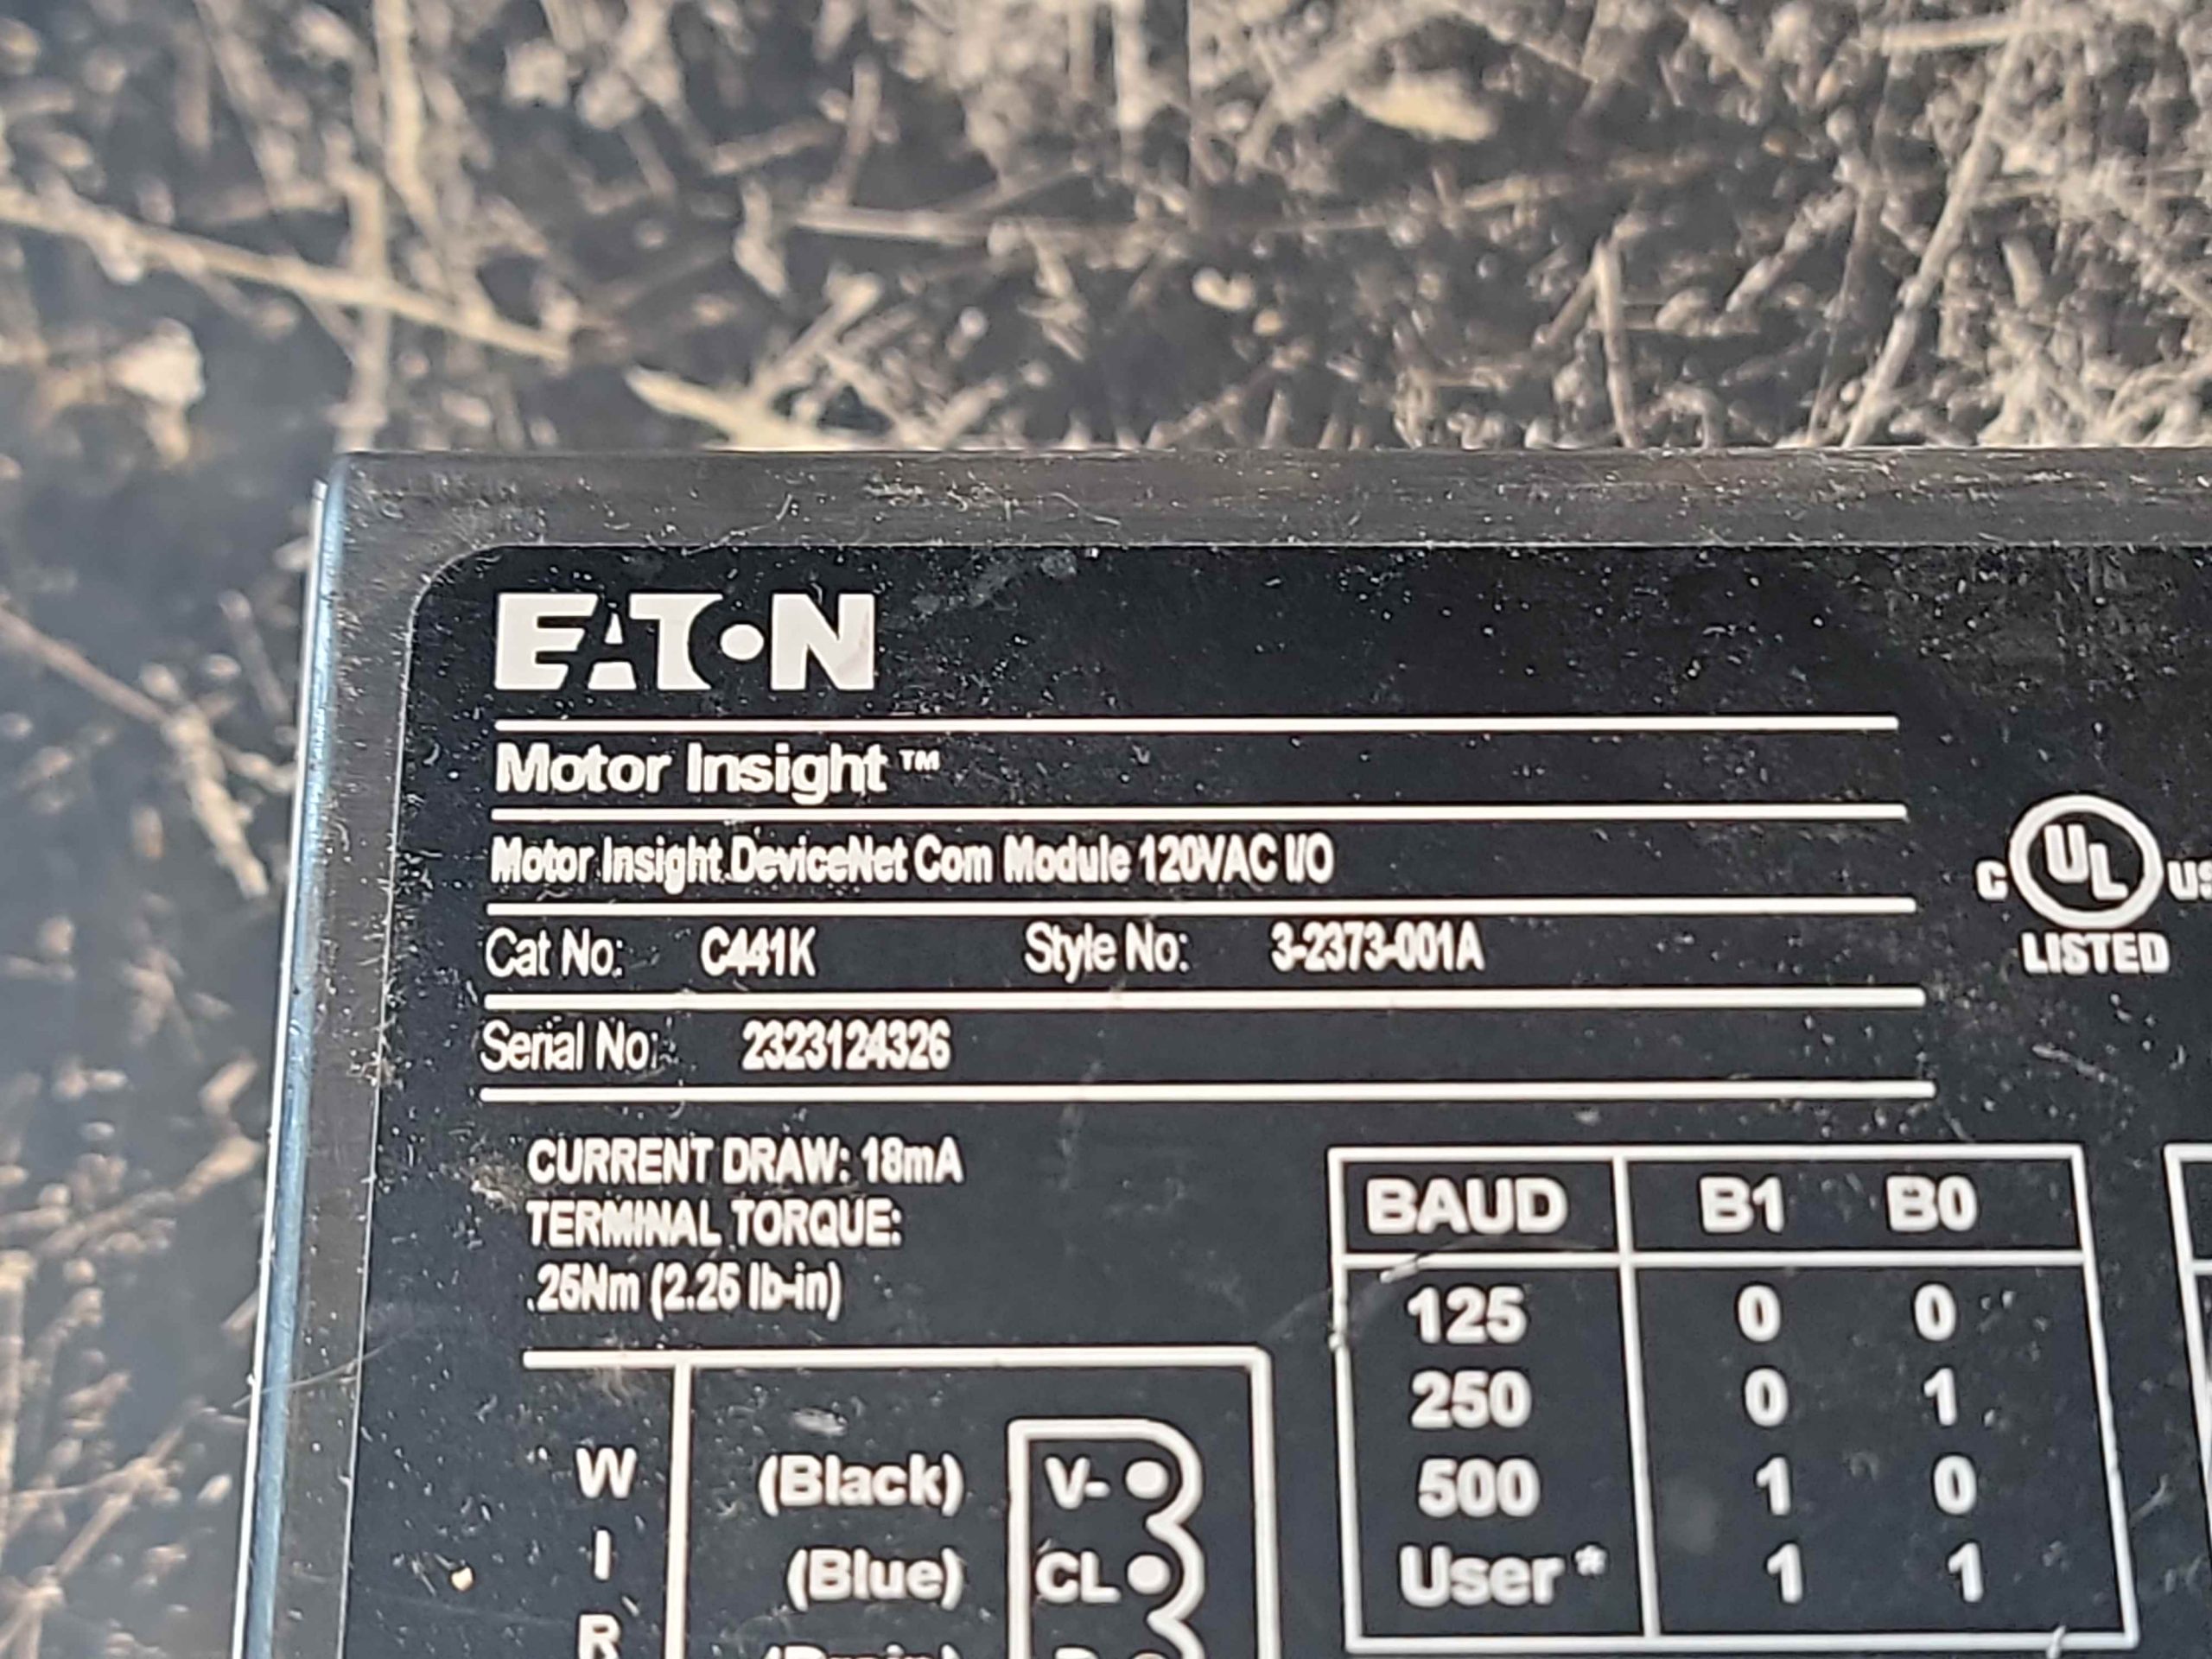 EATON
Motor Insight™
Motor Insight DeviceNet Com Module 120VAC I/O
Cat No: C441K Style No: 3-2373-001A
Serial No: 2323124326
C UL US
LISTED
CURRENT DRAW: 18mA
TERMINAL TORQUE:
.25Nm (2.25 lb-in)
BAUD B1 B0
125 0 0
250 0 1
500 1 0
User* 1 1
W
I
R
(Black) V-
(Blue) CL